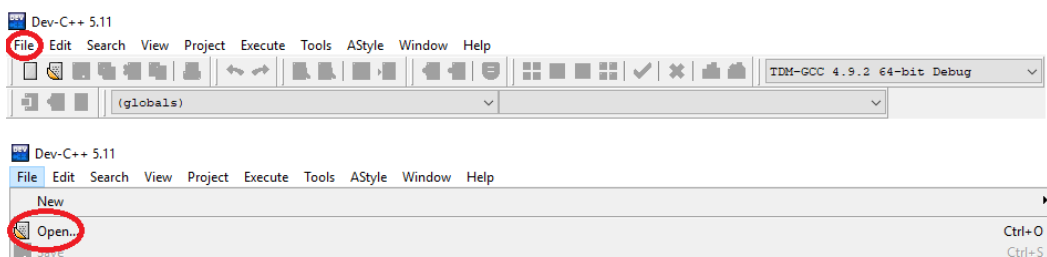 Dev-C++ 5.11
File Edit Search View Project Execute Tools AStyle Window Help
TDM-GCC 4.9.2 64-bit Debug
(globals)
Dev-C++ 5.11
File Edit Search View Project Execute Tools AStyle Window Help
New
Open... Ctrl+O
Save Ctrl+S